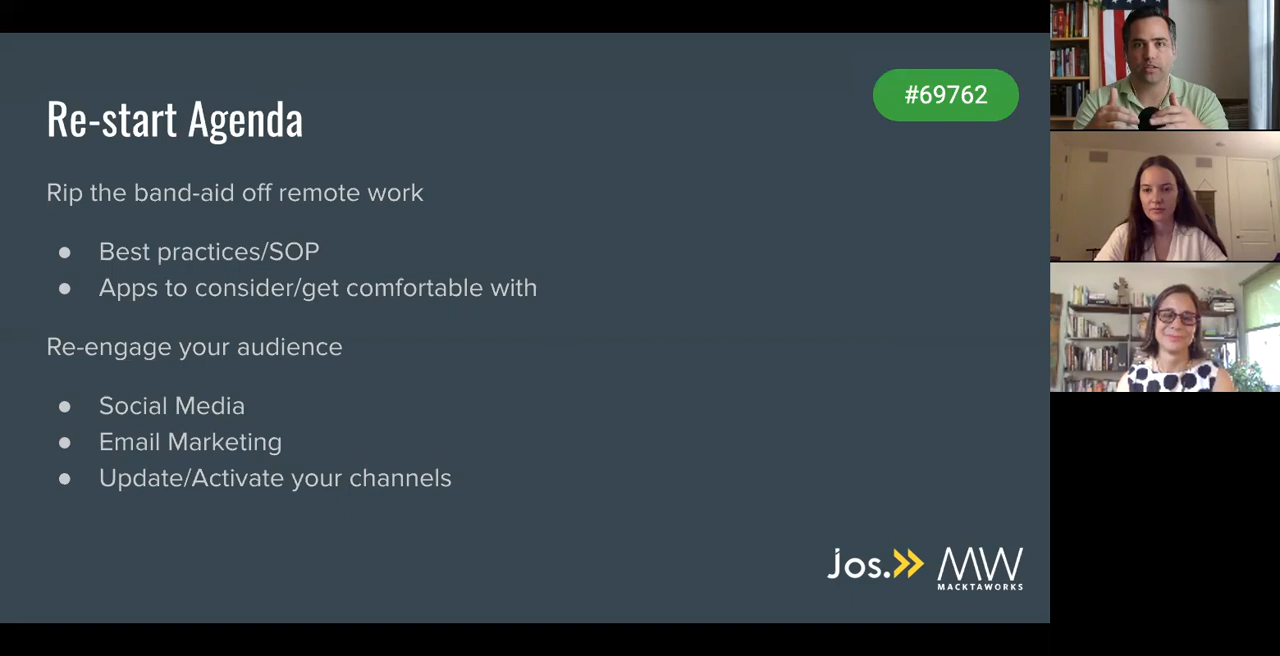 Re-start Agenda
#69762
Rip the band-aid off remote work
● Best practices/SOP
● Apps to consider/get comfortable with
Re-engage your audience
● Social Media
● Email Marketing
● Update/Activate your channels
Jos.
MW
MACKTAWORKS